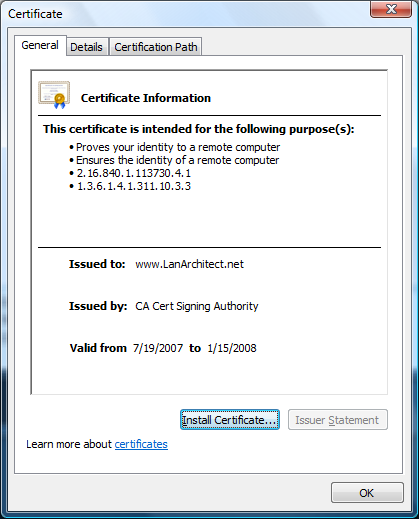 Certificate
General Details Certification Path
Certificate Information
This certificate is intended for the following purpose(s):
• Proves your identity to a remote computer
• Ensures the identity of a remote computer
• 2.16.840.1.113730.4.1
• 1.3.6.1.4.1.311.10.3.3
Issued to: www.LanArchitect.net
Issued by: CA Cert Signing Authority
Valid from 7/19/2007 to 1/15/2008
Install Certificate... Issuer Statement
Learn more about certificates
OK